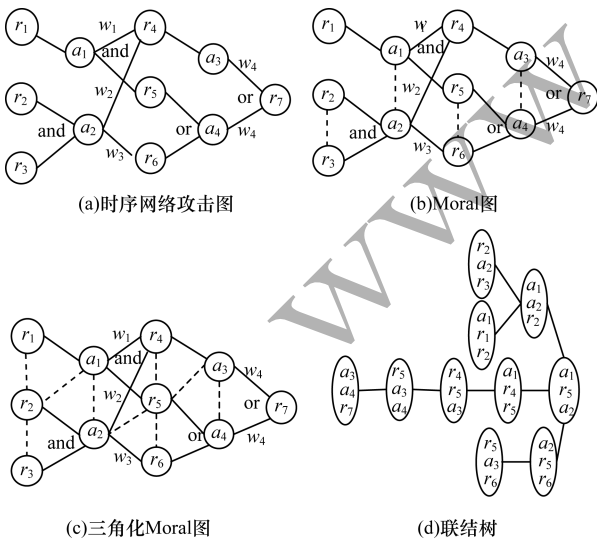 r1 w1 r4
a1 and a3 w4
r2 w2 r5 or r7
and a2 or a4 w4
r3 w3 r6
(a)时序网络攻击图
r1 w r4
a1 and a3 w4
r2 w2 r5 or r7
and a2 or a4 w4
r3 w3 r6
(b)Moral图
r1 w1 r4
a1 and a3 w4
r2 w2 r5 or r7
and a2 or a4 w4
r3 w3 r6
(c)三角化Moral图
r2 a2 r3
a1 a2 r2
a1 r1 r2
a3 a4 r7
r5 a3 a4
r4 r5 a3
a1 r4 r5
a1 r5 a2
r5 a3 r6
a2 r5 r6
(d)联结树
WWW